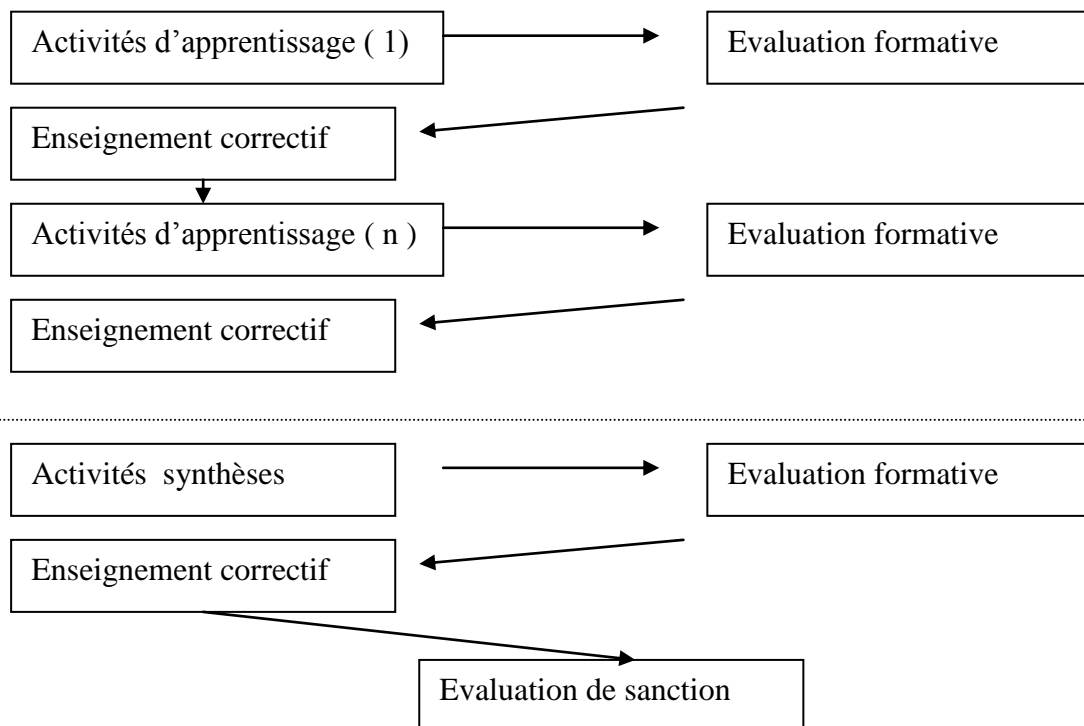 Activités d’apprentissage ( 1)
Evaluation formative
Enseignement correctif
Activités d’apprentissage ( n )
Evaluation formative
Enseignement correctif
Activités synthèses
Evaluation formative
Enseignement correctif
Evaluation de sanction